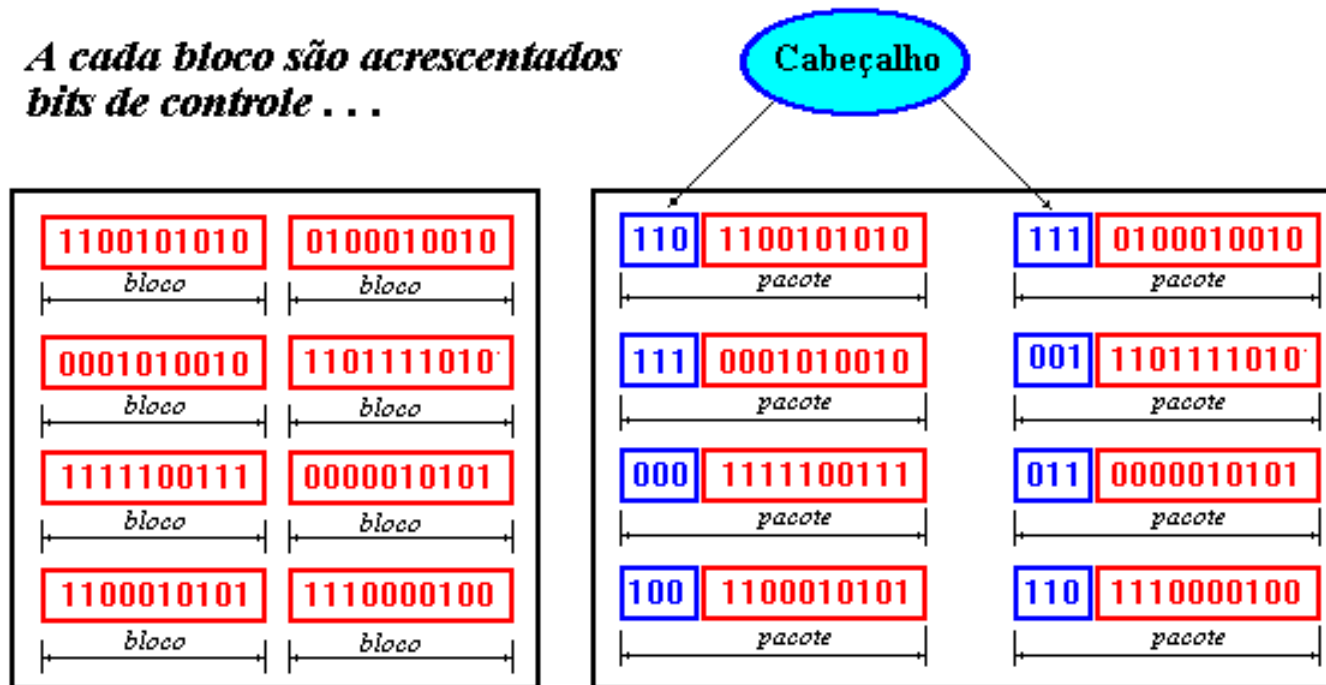 A cada bloco são acrescentados
bits de controle . . .
Cabeçalho
1100101010 0100010010
bloco bloco
0001010010 1101111010
bloco bloco
1111100111 0000010101
bloco bloco
1100010101 1110000100
bloco bloco
110 1100101010 111 0100010010
pacote pacote
111 0001010010 001 1101111010
pacote pacote
000 1111100111 011 0000010101
pacote pacote
100 1100010101 110 1110000100
pacote pacote